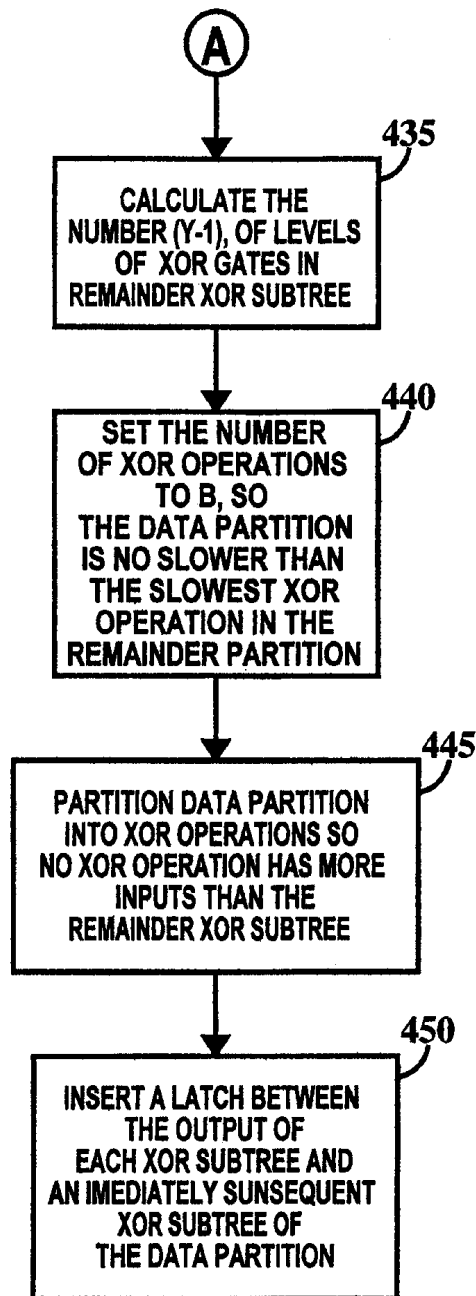 A
435
CALCULATE THE
NUMBER (Y-1), OF LEVELS
OF XOR GATES IN
REMAINDER XOR SUBTREE
440
SET THE NUMBER
OF XOR OPERATIONS
TO B, SO
THE DATA PARTITION
IS NO SLOWER THAN
THE SLOWEST XOR
OPERATION IN THE
REMAINDER PARTITION
445
PARTITION DATA PARTITION
INTO XOR OPERATIONS SO
NO XOR OPERATION HAS MORE
INPUTS THAN THE
REMAINDER XOR SUBTREE
450
INSERT A LATCH BETWEEN
THE OUTPUT OF
EACH XOR SUBTREE AND
AN IMEDIATELY SUNSEQUENT
XOR SUBTREE OF
THE DATA PARTITION